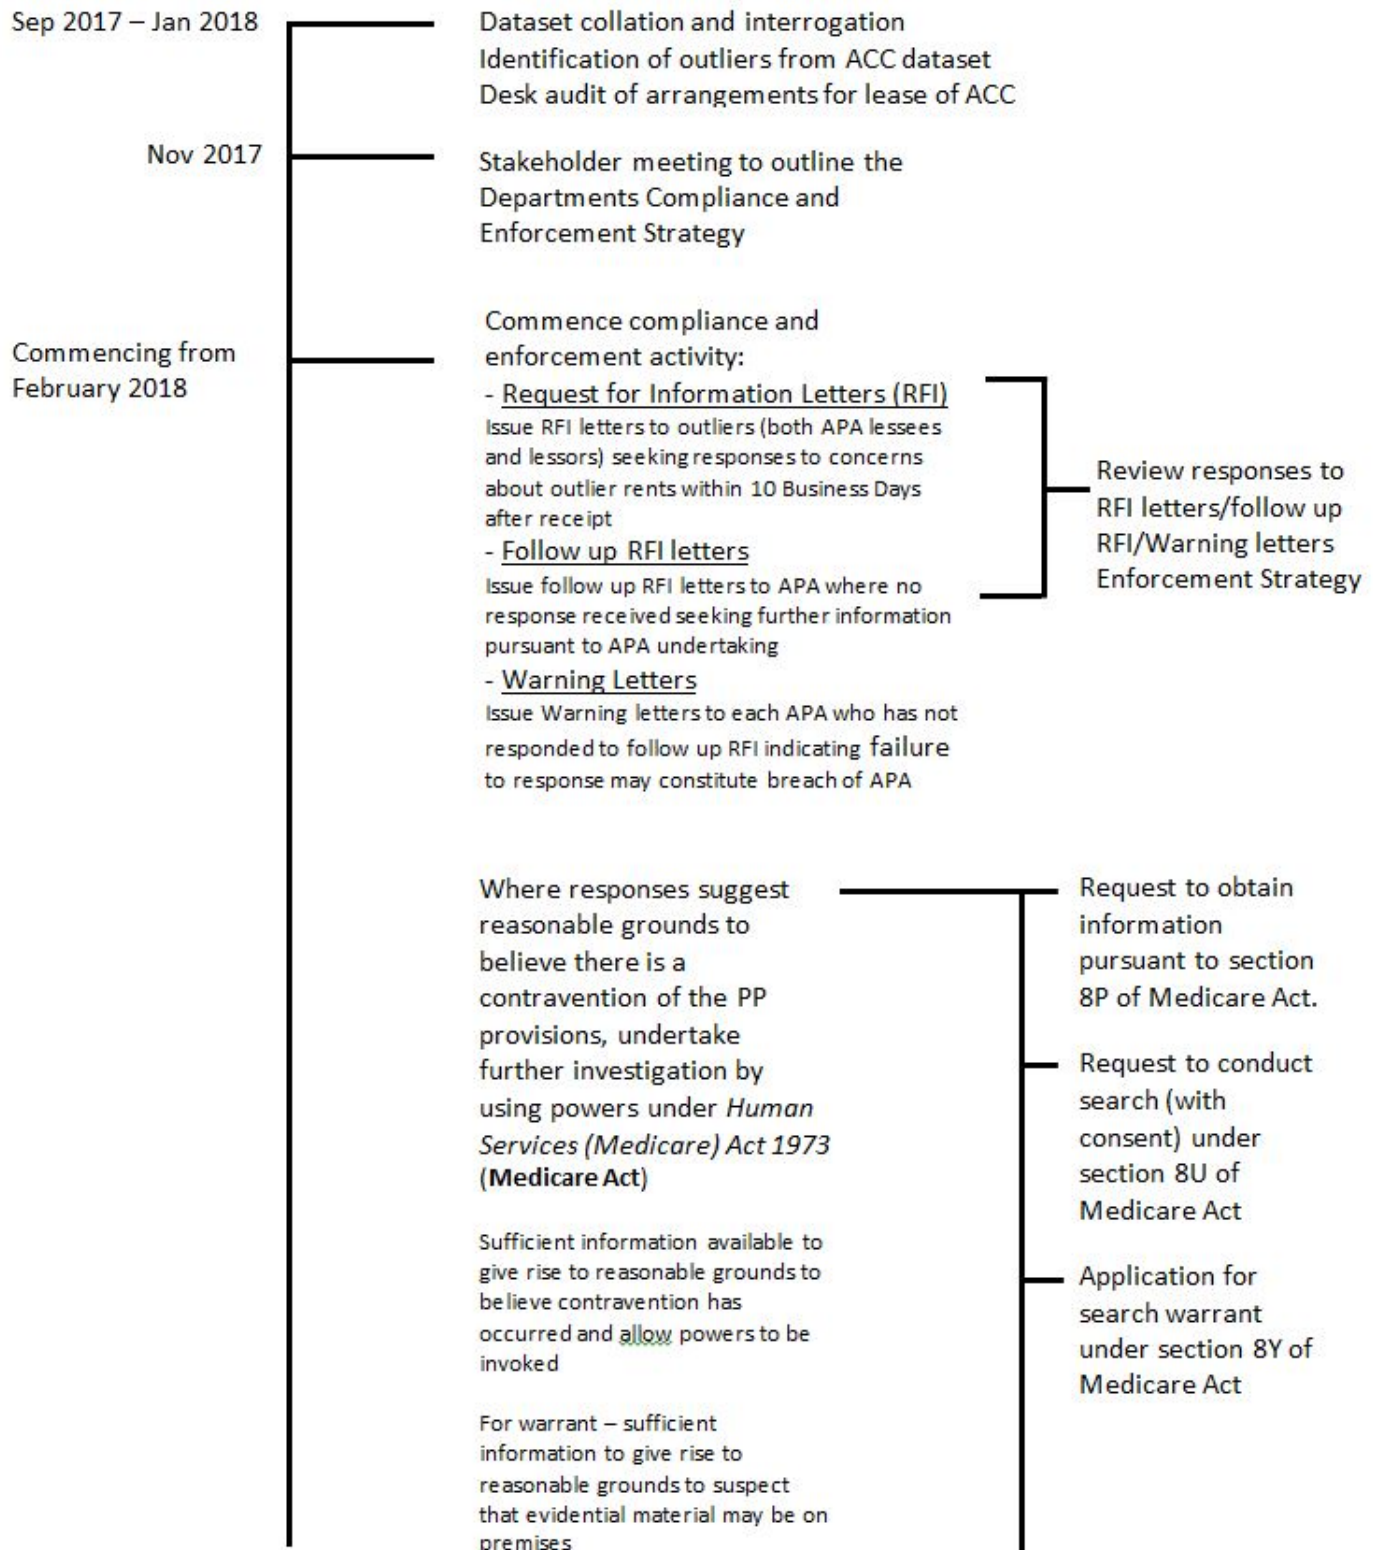 Sep 2017 – Jan 2018
Dataset collation and interrogation
Identification of outliers from ACC dataset
Desk audit of arrangements for lease of ACC
Nov 2017
Stakeholder meeting to outline the
Departments Compliance and
Enforcement Strategy
Commencing from
February 2018
Commence compliance and
enforcement activity:
- Request for Information Letters (RFI)
Issue RFI letters to outliers (both APA lessees
and lessors) seeking responses to concerns
about outlier rents within 10 Business Days
after receipt
- Follow up RFI letters
Issue follow up RFI letters to APA where no
response received seeking further information
pursuant to APA undertaking
- Warning Letters
Issue Warning letters to each APA who has not
responded to follow up RFI indicating failure
to response may constitute breach of APA
Review responses to
RFI letters/follow up
RFI/Warning letters
Enforcement Strategy
Where responses suggest
reasonable grounds to
believe there is a
contravention of the PP
provisions, undertake
further investigation by
using powers under Human
Services (Medicare) Act 1973
(Medicare Act)
Sufficient information available to
give rise to reasonable grounds to
believe contravention has
occurred and allow powers to be
invoked
For warrant – sufficient
information to give rise to
reasonable grounds to suspect
that evidential material may be on
premises
Request to obtain
information
pursuant to section
8P of Medicare Act.
Request to conduct
search (with
consent) under
section 8U of
Medicare Act
Application for
search warrant
under section 8Y of
Medicare Act